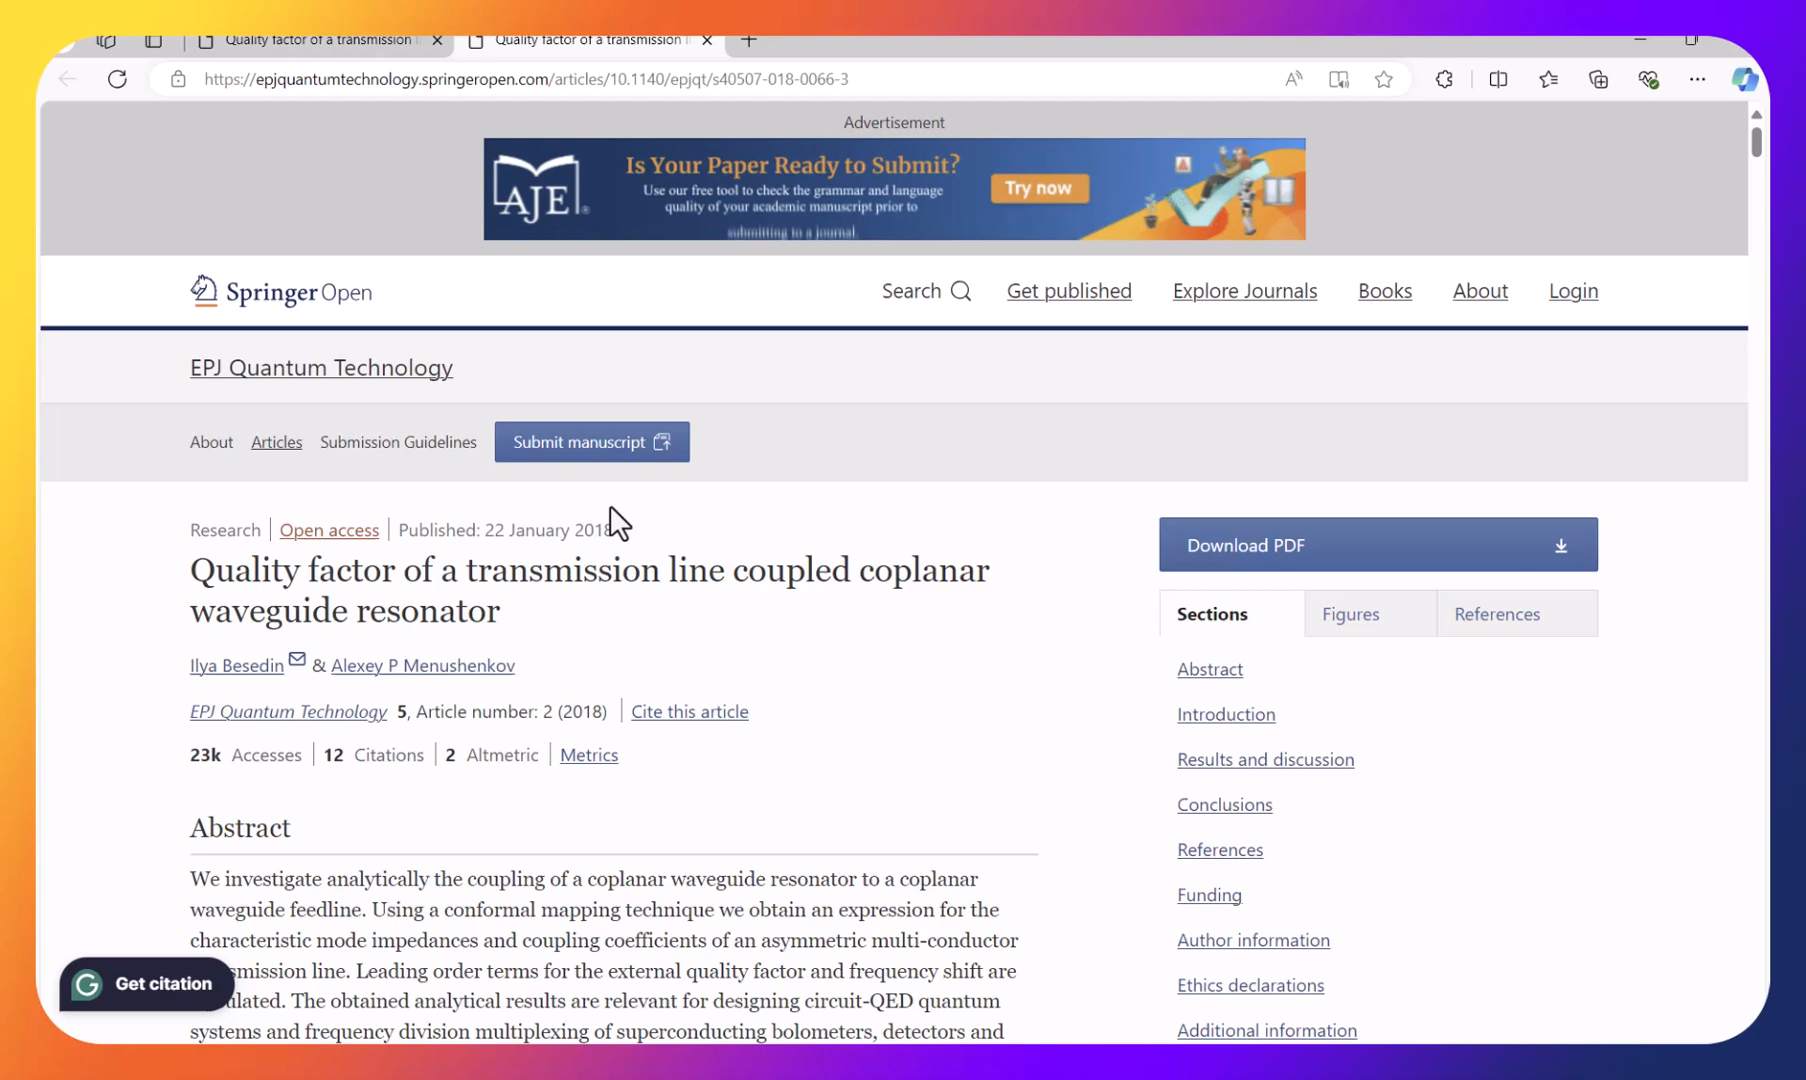 Quality factor of a transmission l
Quality factor of a transmission li
https://epjquantumtechnology.springeropen.com/articles/10.1140/epjqt/s40507-018-0066-3
Advertisement
AJE
Is Your Paper Ready to Submit?
Use our free tool to check the grammar and language
quality of your academic manuscript prior to
submitting to a journal.
Try now
Springer Open
Search
Get published
Explore Journals
Books
About
Login
EPJ Quantum Technology
About
Articles
Submission Guidelines
Submit manuscript
Research
Open access
Published: 22 January 2018
Quality factor of a transmission line coupled coplanar
waveguide resonator
Ilya Besedin & Alexey P Menushenkov
EPJ Quantum Technology 5, Article number: 2 (2018)
Cite this article
23k Accesses
12 Citations
2 Altmetric
Metrics
Abstract
We investigate analytically the coupling of a coplanar waveguide resonator to a coplanar
waveguide feedline. Using a conformal mapping technique we obtain an expression for the
characteristic mode impedances and coupling coefficients of an asymmetric multi-conductor
smission line. Leading order terms for the external quality factor and frequency shift are
ulated. The obtained analytical results are relevant for designing circuit-QED quantum
systems and frequency division multiplexing of superconducting bolometers, detectors and
Get citation
Download PDF
Sections
Figures
References
Abstract
Introduction
Results and discussion
Conclusions
References
Funding
Author information
Ethics declarations
Additional information